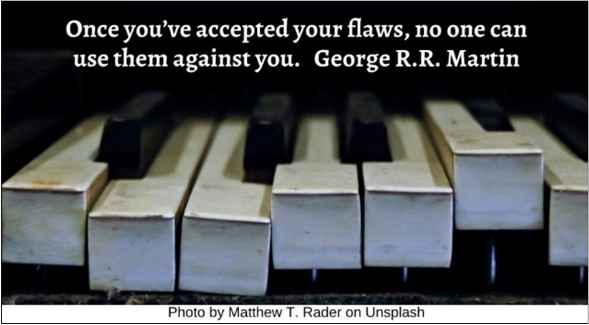 Once you’ve accepted your flaws, no one can
use them against you. George R.R. Martin
Photo by Matthew T. Rader on Unsplash